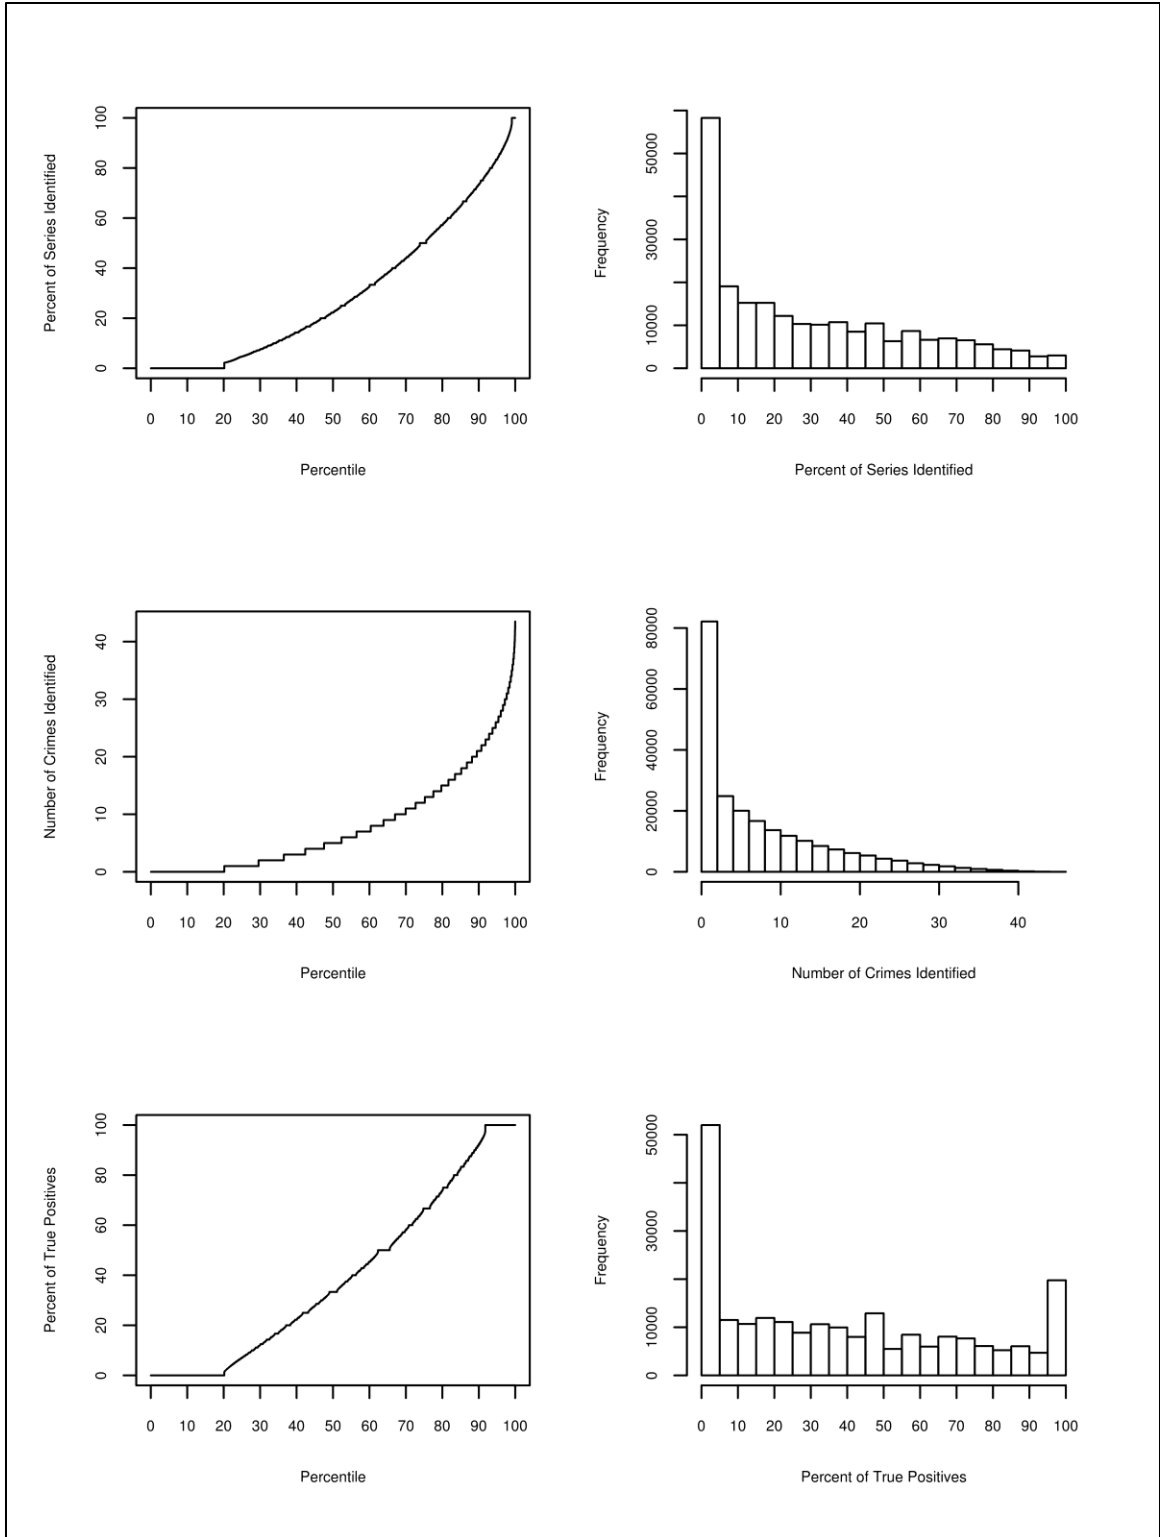 Percent of Series Identified
0 20 40 60 80 100
0 10 20 30 40 50 60 70 80 90 100
Percentile
Frequency
0 10000 30000 50000
0 10 20 30 40 50 60 70 80 90 100
Percent of Series Identified
Number of Crimes Identified
0 10 20 30 40
0 10 20 30 40 50 60 70 80 90 100
Percentile
Frequency
0 20000 40000 60000 80000
0 10 20 30 40
Number of Crimes Identified
Percent of True Positives
0 20 40 60 80 100
0 10 20 30 40 50 60 70 80 90 100
Percentile
Frequency
0 10000 30000 50000
0 10 20 30 40 50 60 70 80 90 100
Percent of True Positives